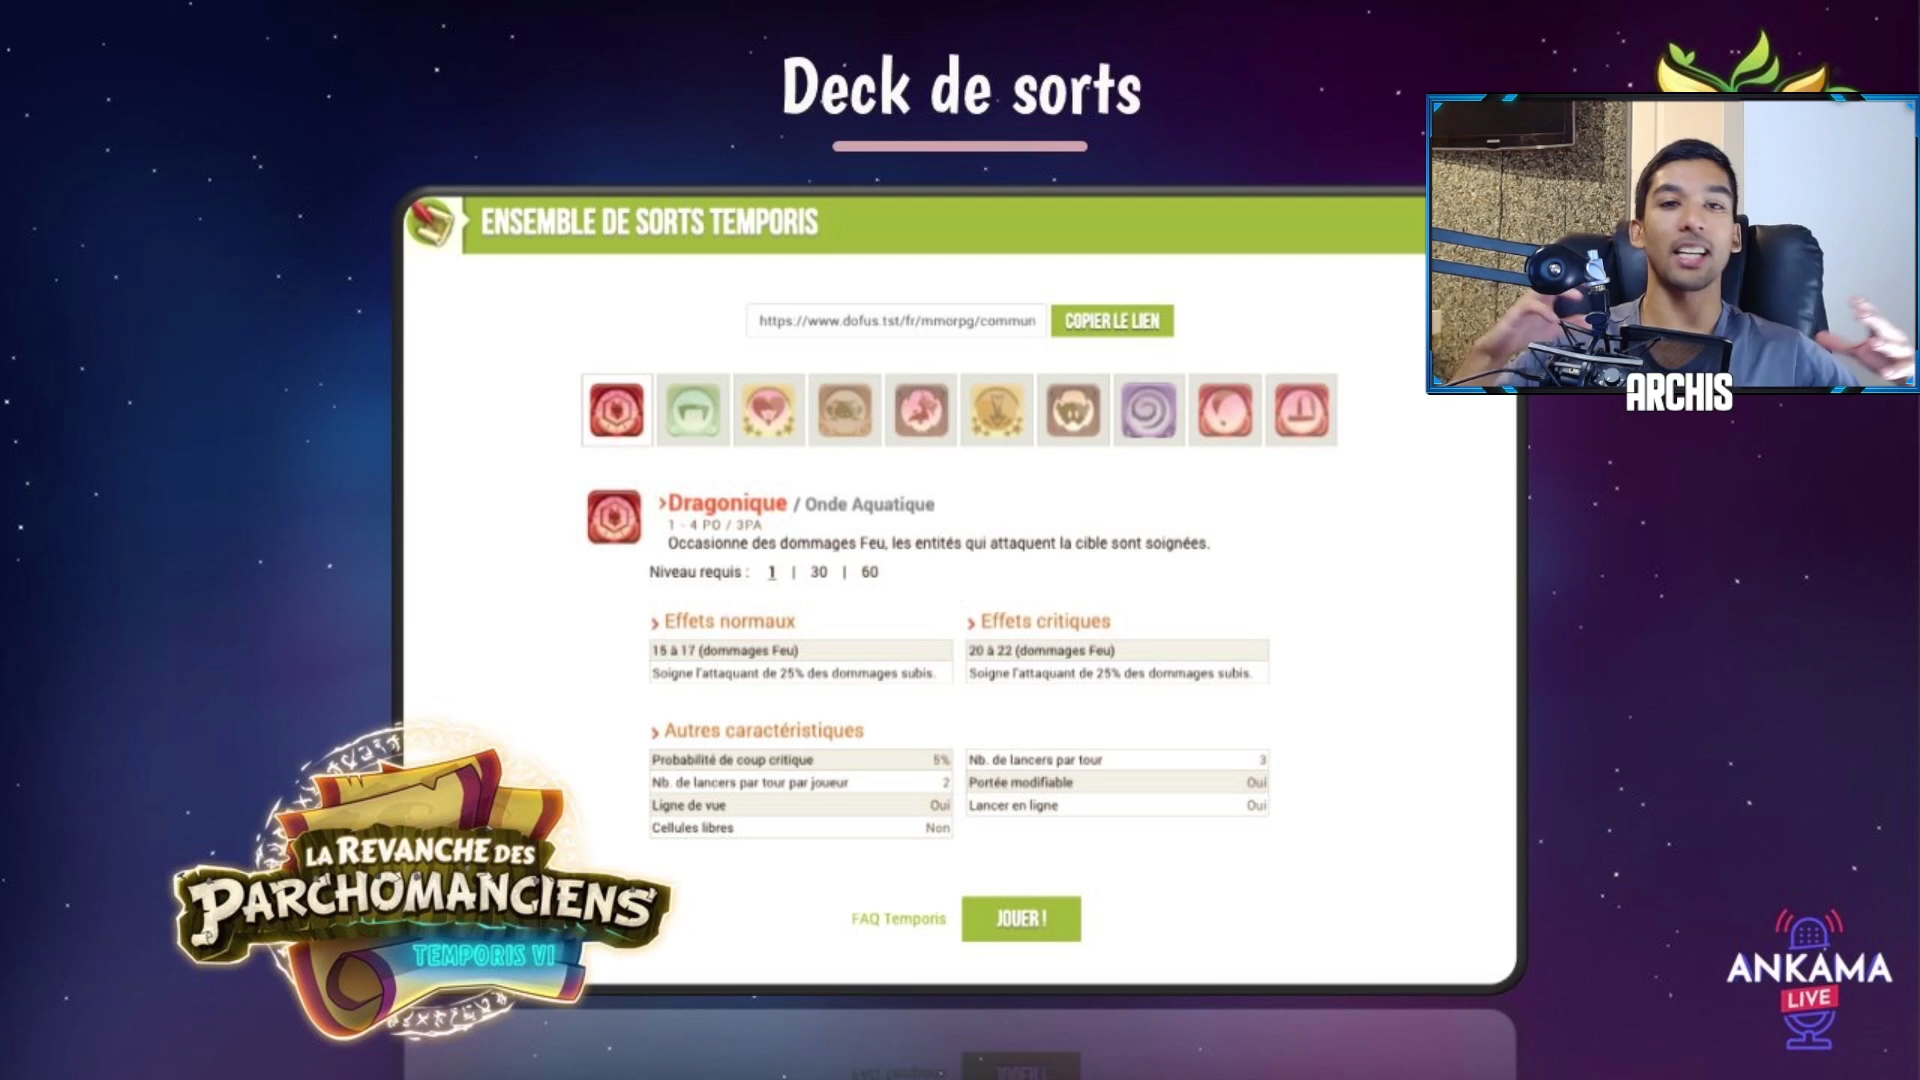 Deck de sorts
ENSEMBLE DE SORTS TEMPORIS
https://www.dofus.tst/fr/mmorpg/commun
COPIER LE LIEN
ARCHIS
›Dragonique / Onde Aquatique
1 - 4 PO / 3PA
Occasionne des dommages Feu, les entités qui attaquent la cible sont soignées.
Niveau requis : 1 | 30 | 60
› Effets normaux
15 à 17 (dommages Feu)
Soigne l'attaquant de 25% des dommages subis.
› Effets critiques
20 à 22 (dommages Feu)
Soigne l'attaquant de 25% des dommages subis.
› Autres caractéristiques
Probabilité de coup critique 5%
Nb. de lancers par tour par joueur 2
Ligne de vue Oui
Cellules libres Non
Nb. de lancers par tour 3
Portée modifiable Oui
Lancer en ligne Oui
FAQ Temporis
JOUER !
LA REVANCHE DES
PARCHOMANCIENS
TEMPORIS VI
ANKAMA
LIVE